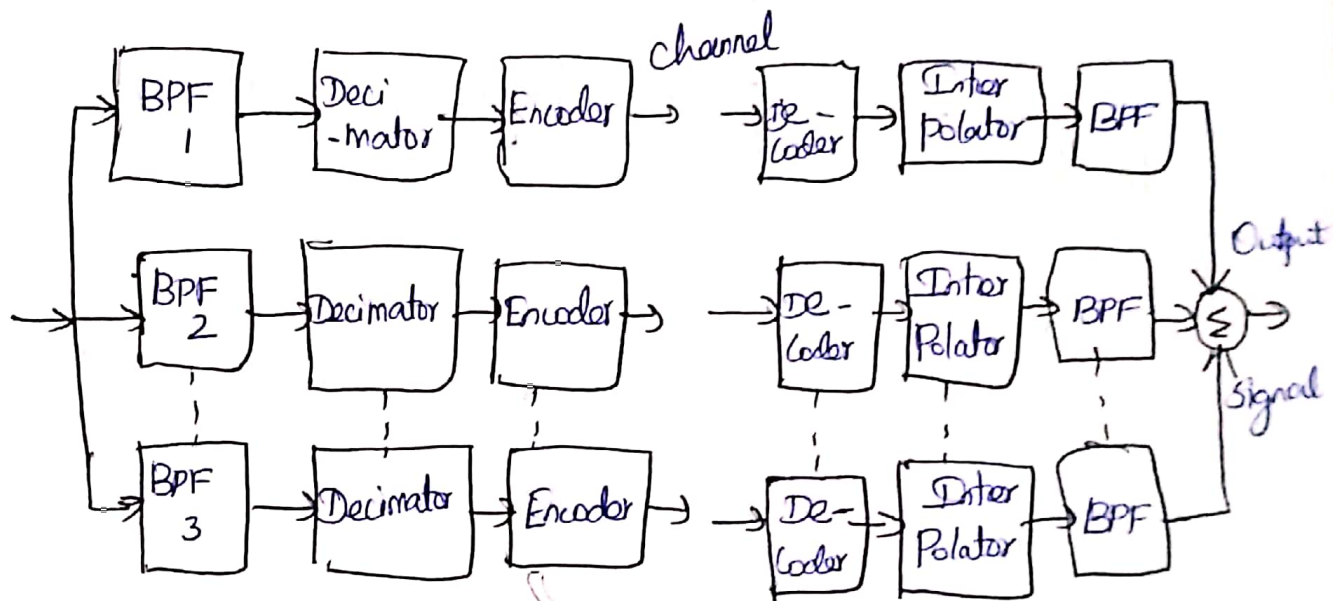 channel
BPF
1
Deci
-mator
Encoder
De-
coder
Inter
polator
BPF
Output
BPF
2
Decimator
Encoder
De-
coder
Inter
Polator
BPF
Σ
Signal
BPF
3
Decimator
Encoder
De-
coder
Inter
Polator
BPF